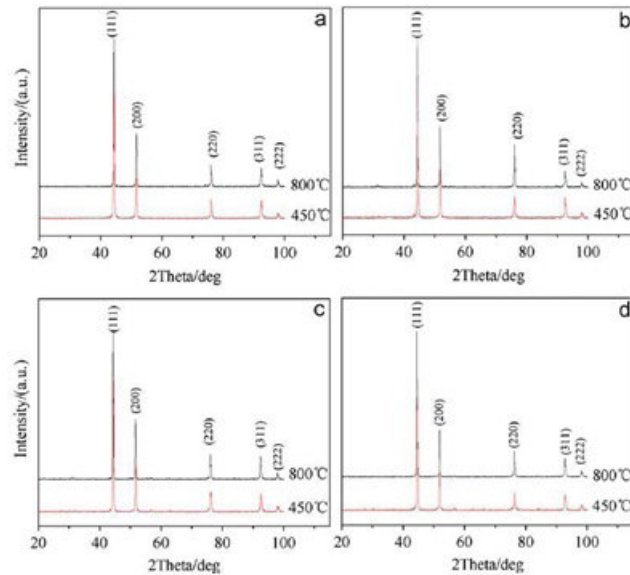 a
(111)
(200)
(220)
(311)
(222)
800℃
450℃
Intensity/(a.u.)
20 40 60 80 100
2Theta/deg
b
(111)
(200)
(220)
(311)
(222)
800℃
450℃
20 40 60 80 100
2Theta/deg
c
(111)
(200)
(220)
(311)
(222)
800℃
450℃
Intensity/(a.u.)
20 40 60 80 100
2Theta/deg
d
(111)
(200)
(220)
(311)
(222)
800℃
450℃
20 40 60 80 100
2Theta/deg